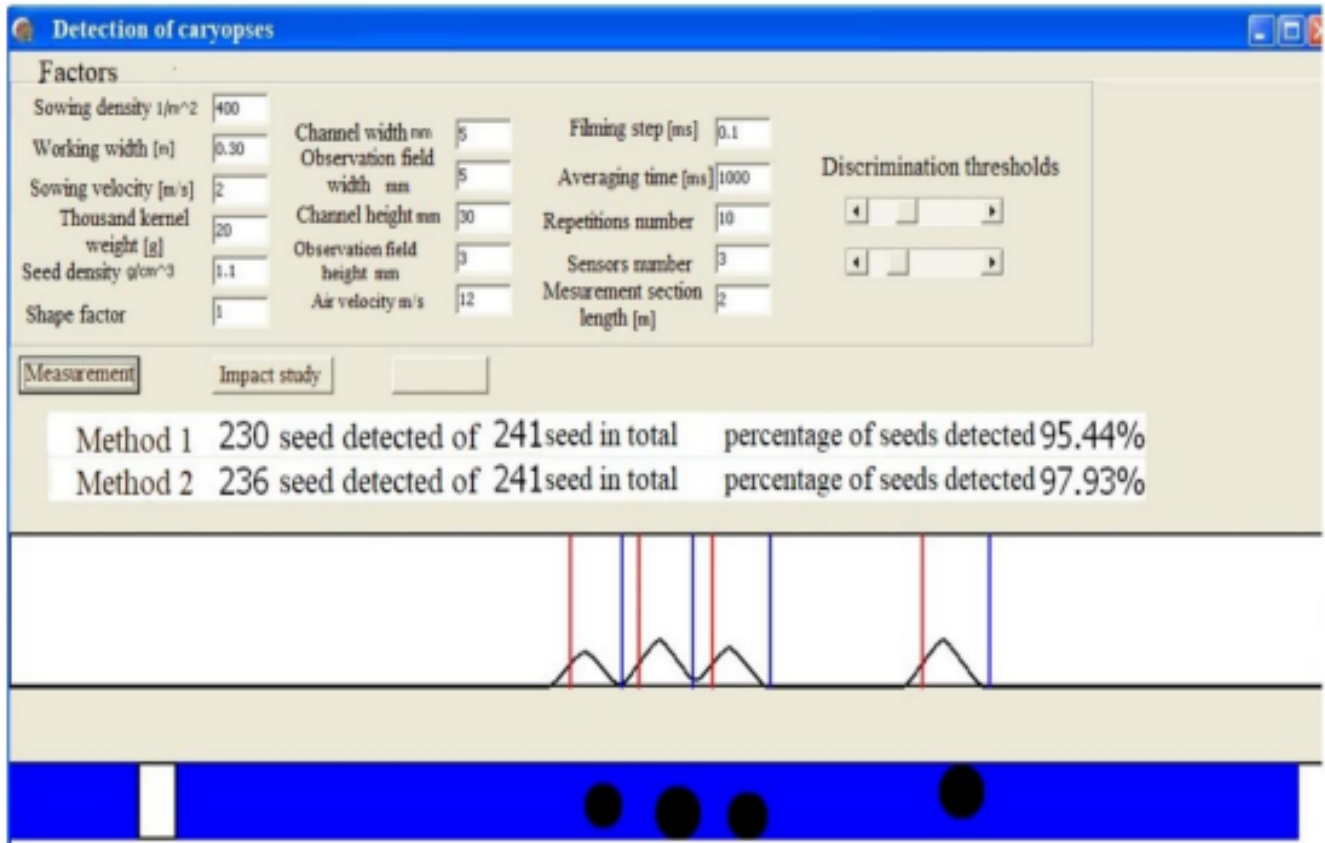 Detection of caryopses
Factors
Sowing density 1/m^2 400
Working width [m] 0.30
Sowing velocity [m/s] 2
Thousand kernel
weight [g] 20
Seed density g/cm^3 1.1
Shape factor 1
Channel width mm 5
Observation field
width mm 5
Channel height mm 30
Observation field
height mm 3
Air velocity m/s 12
Filming step [ms] 0.1
Averaging time [ms] 1000
Repetitions number 10
Sensors number 3
Mesurement section
length [m] 2
Discrimination thresholds
Measurement
Impact study
Method 1 230 seed detected of 241 seed in total percentage of seeds detected 95.44%
Method 2 236 seed detected of 241 seed in total percentage of seeds detected 97.93%